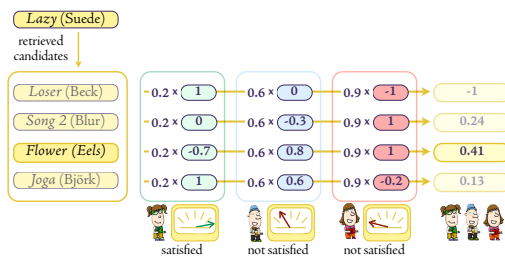 Lazy (Suede)
retrieved
candidates
Loser (Beck) 0.2 × 1 0.6 × 0 0.9 × -1 -1
Song 2 (Blur) 0.2 × 0 0.6 × -0.3 0.9 × 1 0.24
Flower (Eels) 0.2 × -0.7 0.6 × 0.8 0.9 × 1 0.41
Joga (Björk) 0.2 × 1 0.6 × 0.6 0.9 × -0.2 0.13
satisfied not satisfied not satisfied